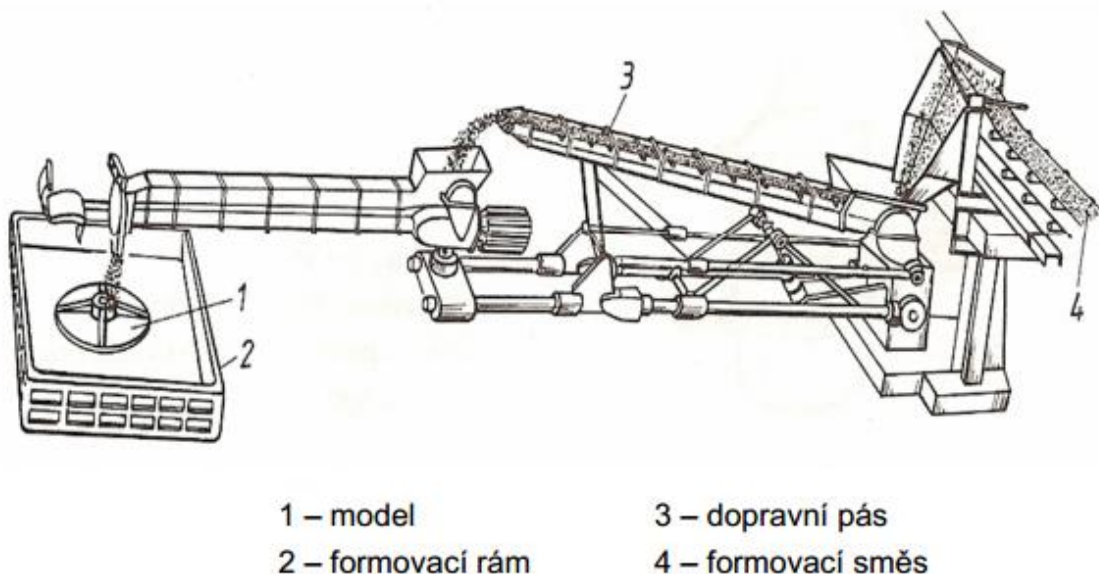 3
4
1
2
1 – model 3 – dopravní pás
2 – formovací rám 4 – formovací směs